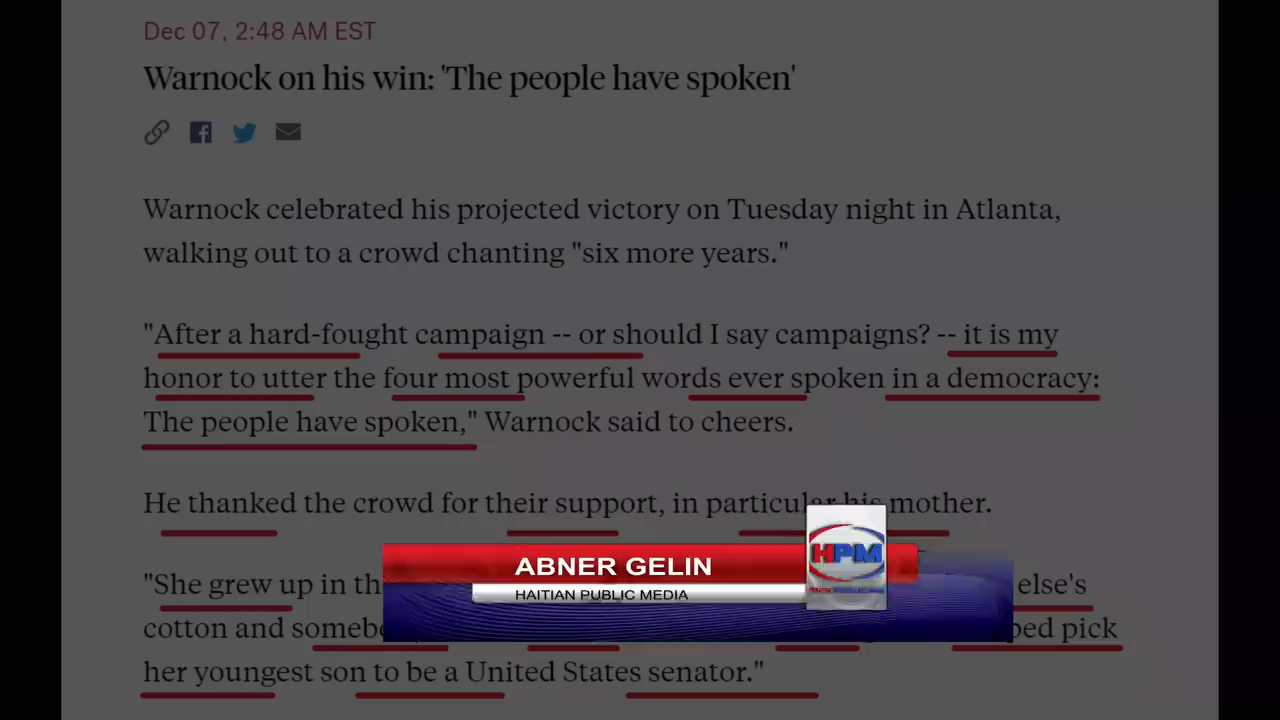 Dec 07, 2:48 AM EST
Warnock on his win: 'The people have spoken'
Warnock celebrated his projected victory on Tuesday night in Atlanta,
walking out to a crowd chanting "six more years."
"After a hard-fought campaign -- or should I say campaigns? -- it is my
honor to utter the four most powerful words ever spoken in a democracy:
The people have spoken," Warnock said to cheers.
He thanked the crowd for their support, in particular his mother.
HPM
ABNER GELIN
HAITIAN PUBLIC MEDIA
"She grew up in else's
cotton and pick
her youngest son to be a United States senator."